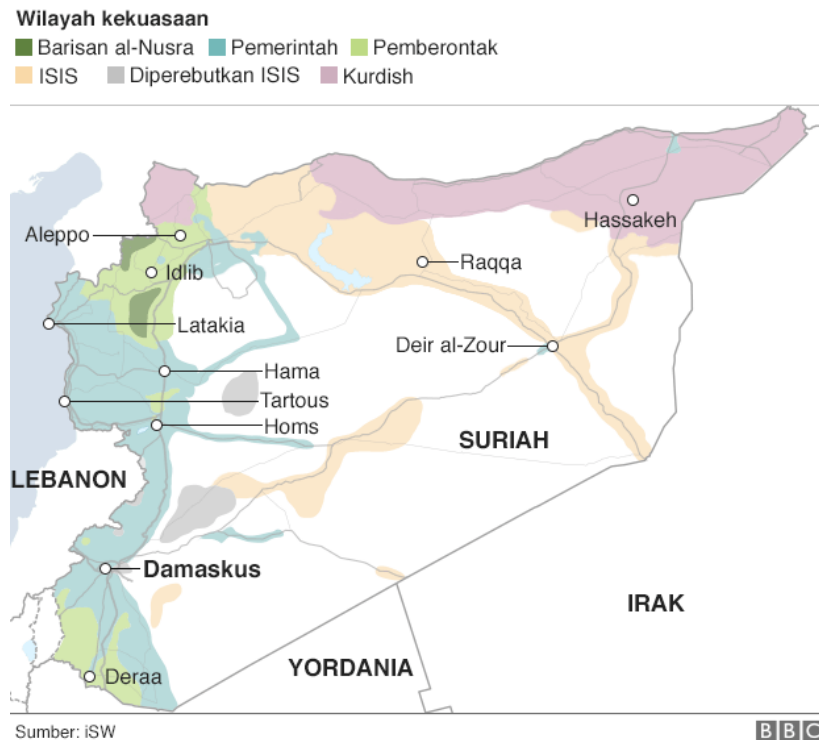 Wilayah kekuasaan
Barisan al-Nusra Pemerintah Pemberontak
ISIS Diperebutkan ISIS Kurdish
Aleppo
Hassakeh
Idlib
Raqqa
Latakia
Deir al-Zour
Hama
Tartous
Homs
SURIAH
LEBANON
Damaskus
IRAK
YORDANIA
Deraa
Sumber: iSW
BBC